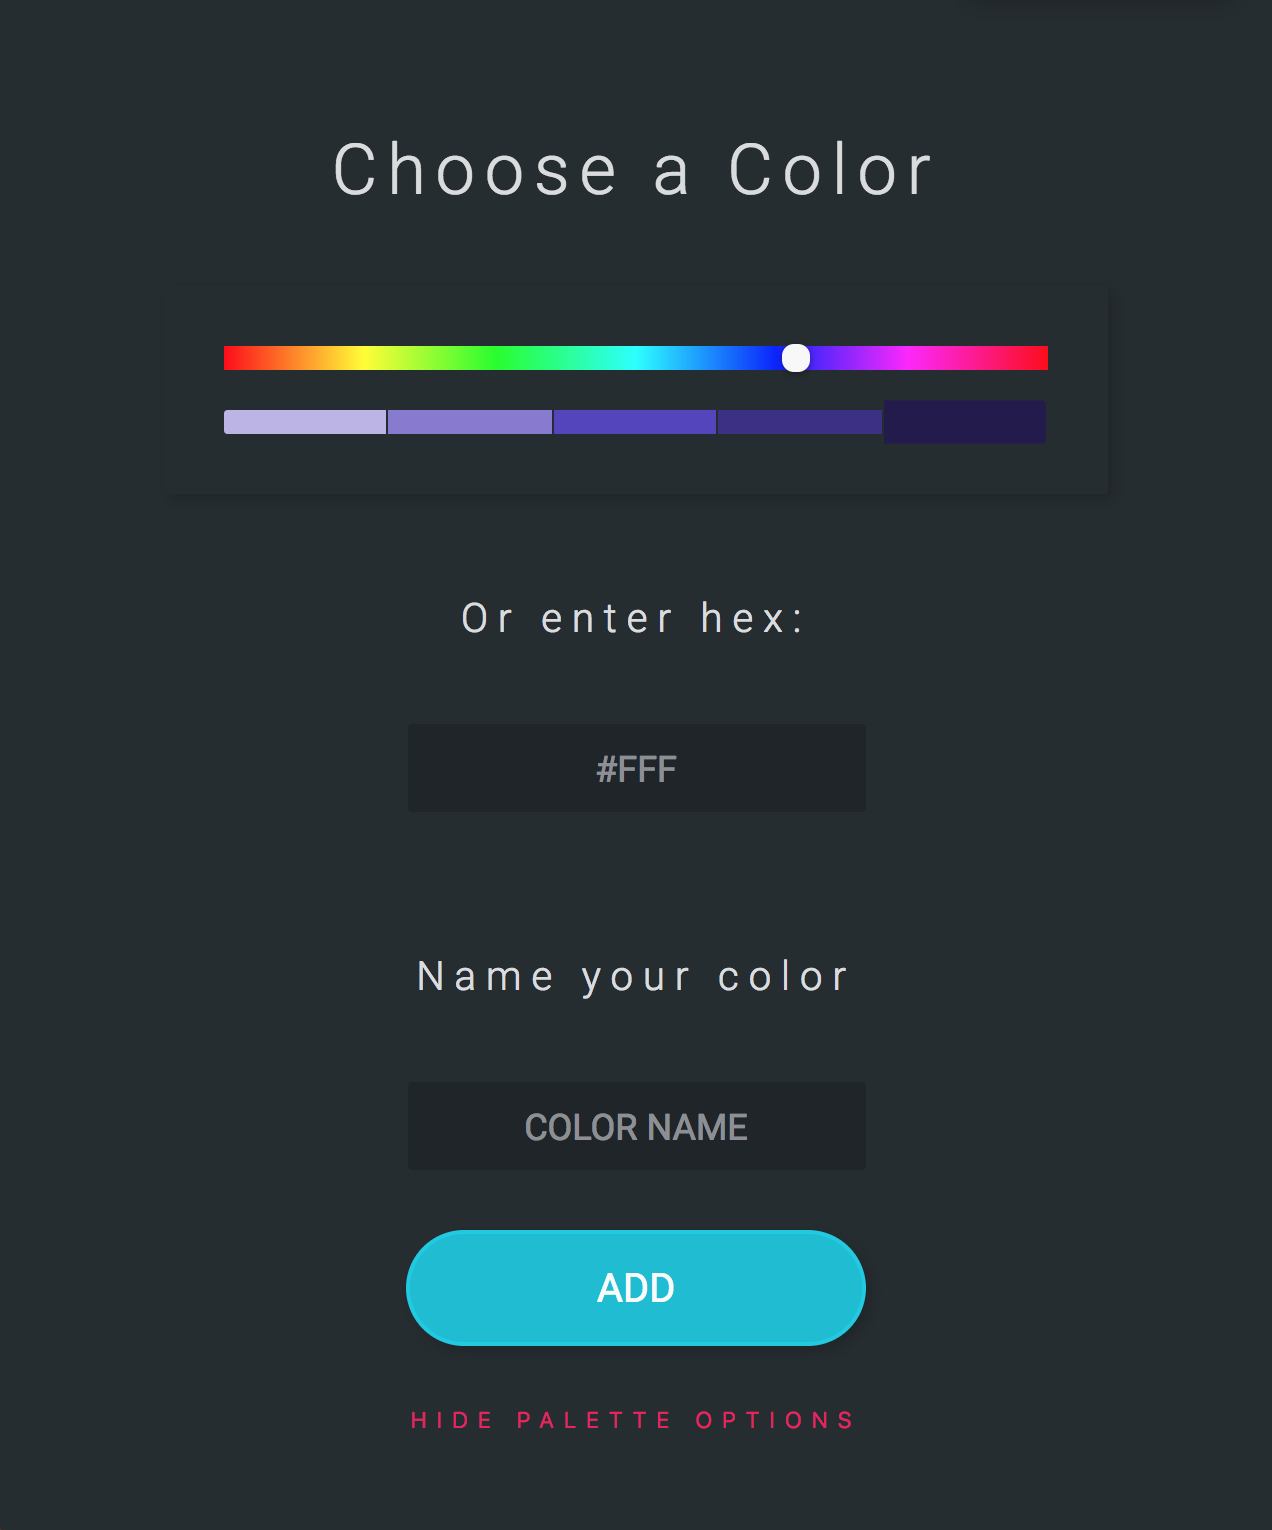 Choose a Color
Or enter hex:
#FFF
Name your color
COLOR NAME
ADD
HIDE PALETTE OPTIONS